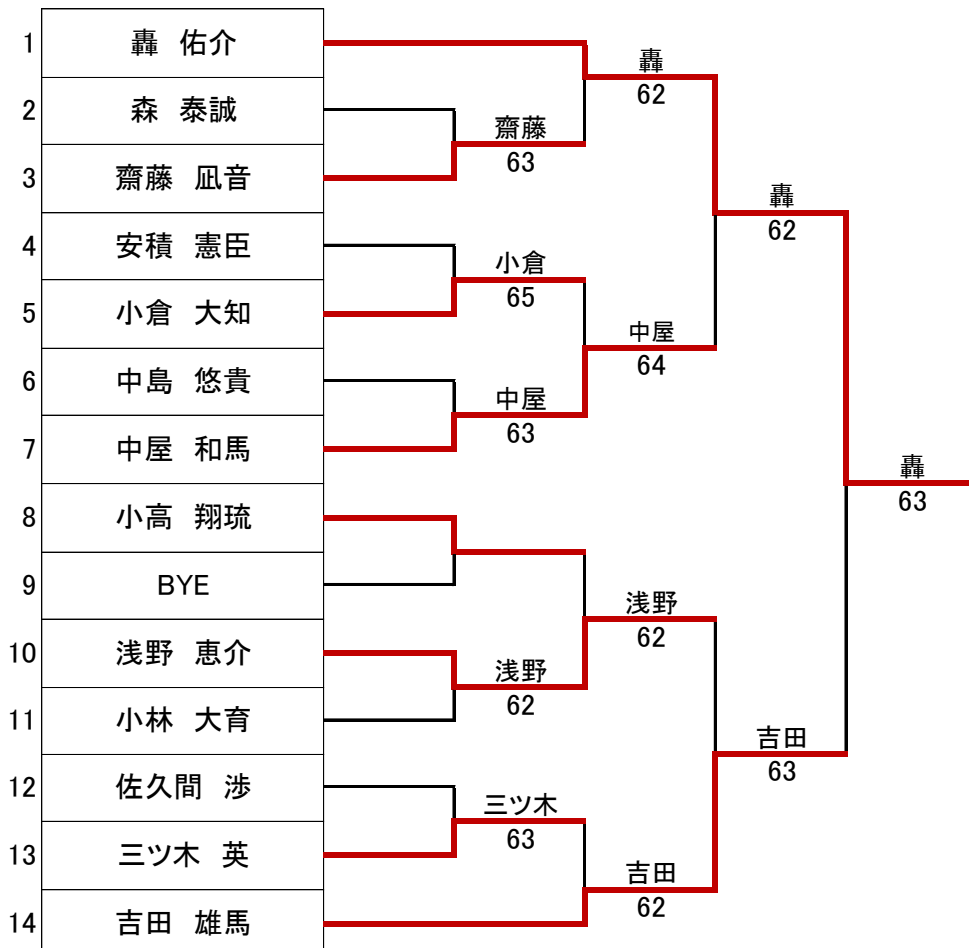 1 轟 佑介
2 森 泰誠
3 齋藤 凪音
4 安積 憲臣
5 小倉 大知
6 中島 悠貴
7 中屋 和馬
8 小高 翔琉
9 BYE
10 浅野 恵介
11 小林 大育
12 佐久間 渉
13 三ツ木 英
14 吉田 雄馬
齋藤
63
小倉
65
中屋
63
浅野
62
三ツ木
63
轟
62
中屋
64
浅野
62
吉田
62
轟
62
吉田
63
轟
63